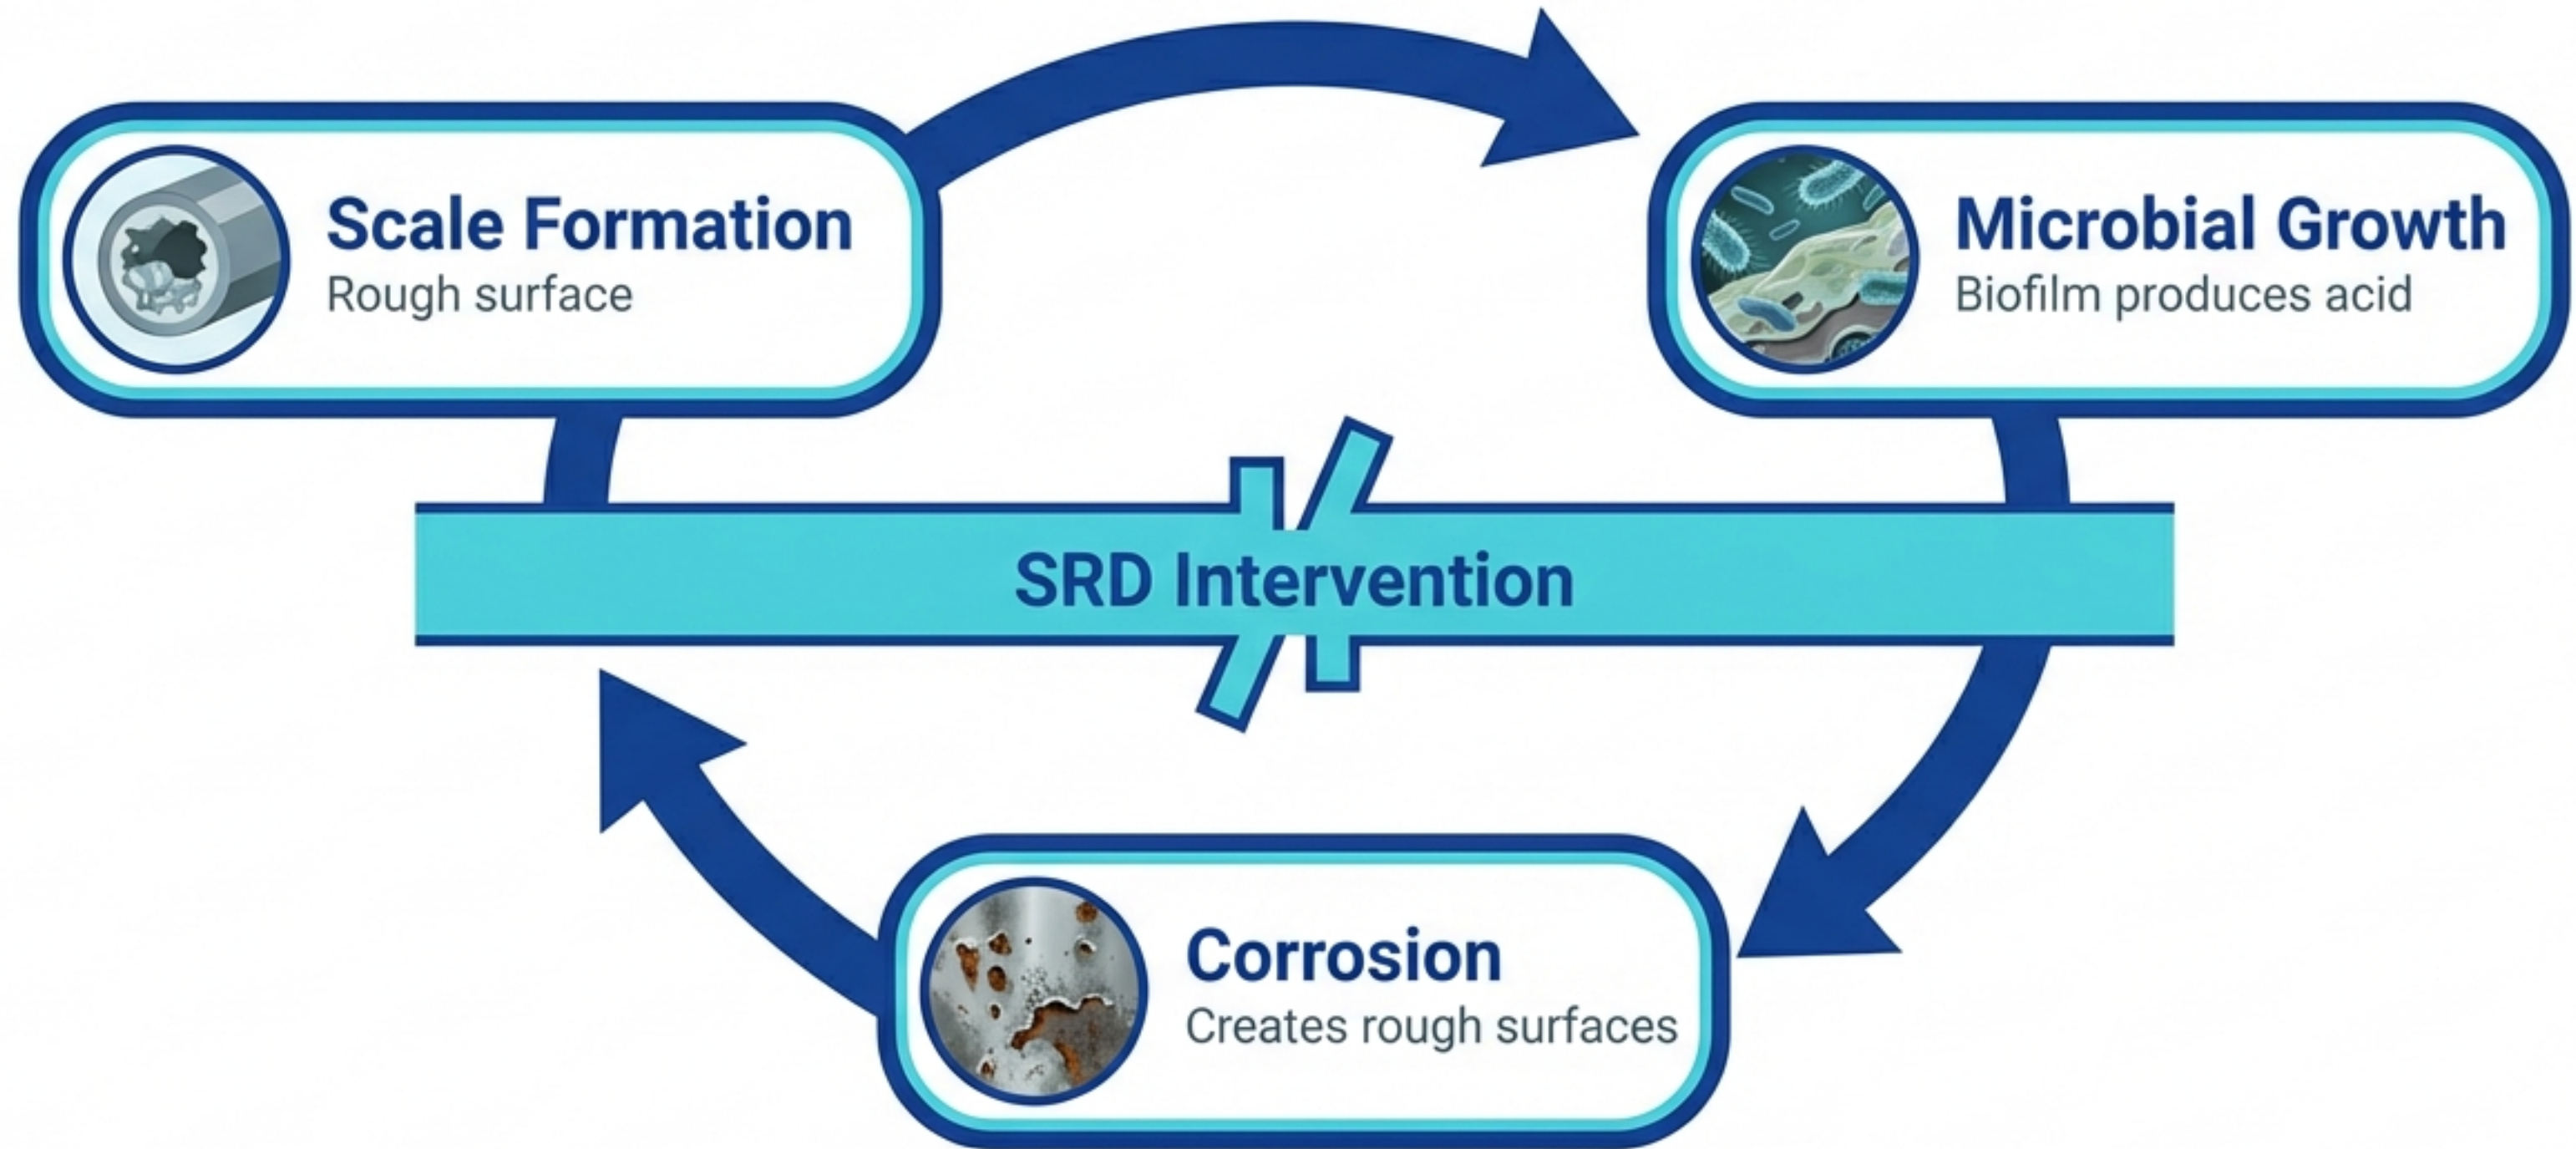 Scale Formation
Rough surface
Microbial Growth
Biofilm produces acid
SRD Intervention
Corrosion
Creates rough surfaces